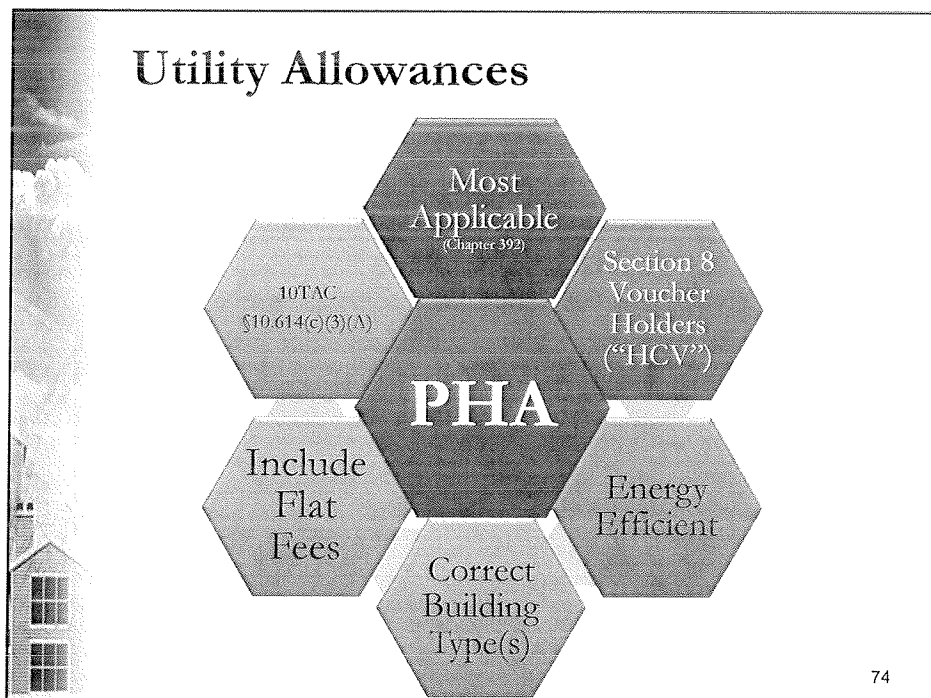 Utility Allowances
Most
Applicable
(Chapter 392)
Section 8
Voucher
Holders
("HCV")
Energy
Efficient
Correct
Building
Type(s)
Include
Flat
Fees
10TAC
§10.614(c)(3)(A)
PHA
74